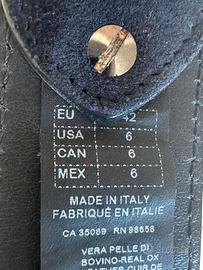 EU 42
USA 6
CAN 6
MEX 6
MADE IN ITALY
FABRIQUÉ EN ITALIE
CA 35069 RN 98658
VERA PELLE DI
BOVINO-REAL OX